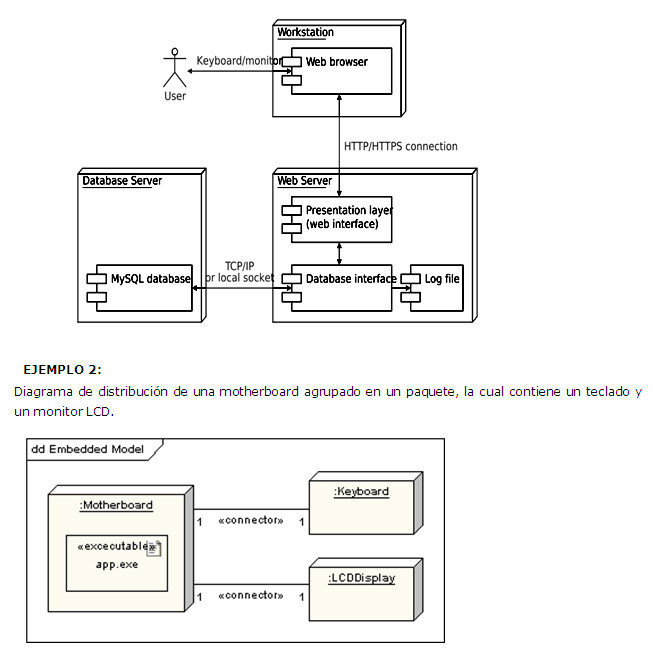 Workstation
Keyboard/monitor
Web browser
User
HTTP/HTTPS connection
Database Server
Web Server
Presentation layer
(web interface)
TCP/IP
or local socket
MySQL database
Database interface
Log file
EJEMPLO 2:
Diagrama de distribución de una motherboard agrupado en un paquete, la cual contiene un teclado y
un monitor LCD.
dd Embedded Model
:Motherboard
:Keyboard
1 «connector» 1
«excecutable»
app.exe
:LCDDisplay
1 «connector» 1